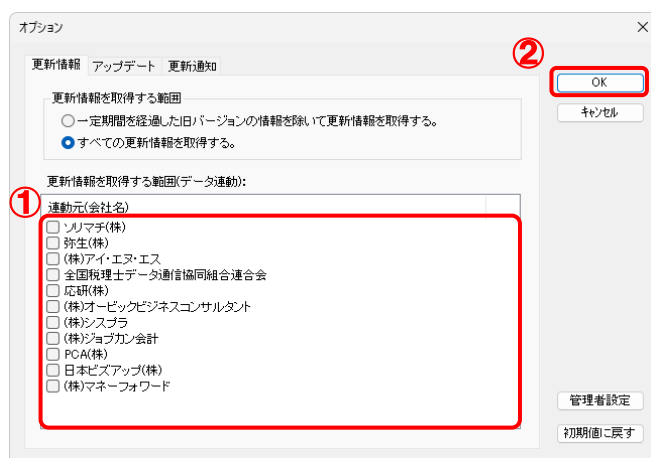 オプション
更新情報 アップデート 更新通知
②
OK
更新情報を取得する範囲
キャンセル
一定期間を経過した旧バージョンの情報を除いて更新情報を取得する。
すべての更新情報を取得する。
更新情報を取得する範囲(データ連動):
①
連動元(会社名)
ソリマチ(株)
弥生(株)
(株)アイ・エヌ・エス
全国税理士データ通信協同組合連合会
応研(株)
(株)オービックビジネスコンサルタント
(株)シスプラ
(株)ジョブカン会計
PCA(株)
日本ビズアップ(株)
(株)マネーフォワード
管理者設定
初期値に戻す